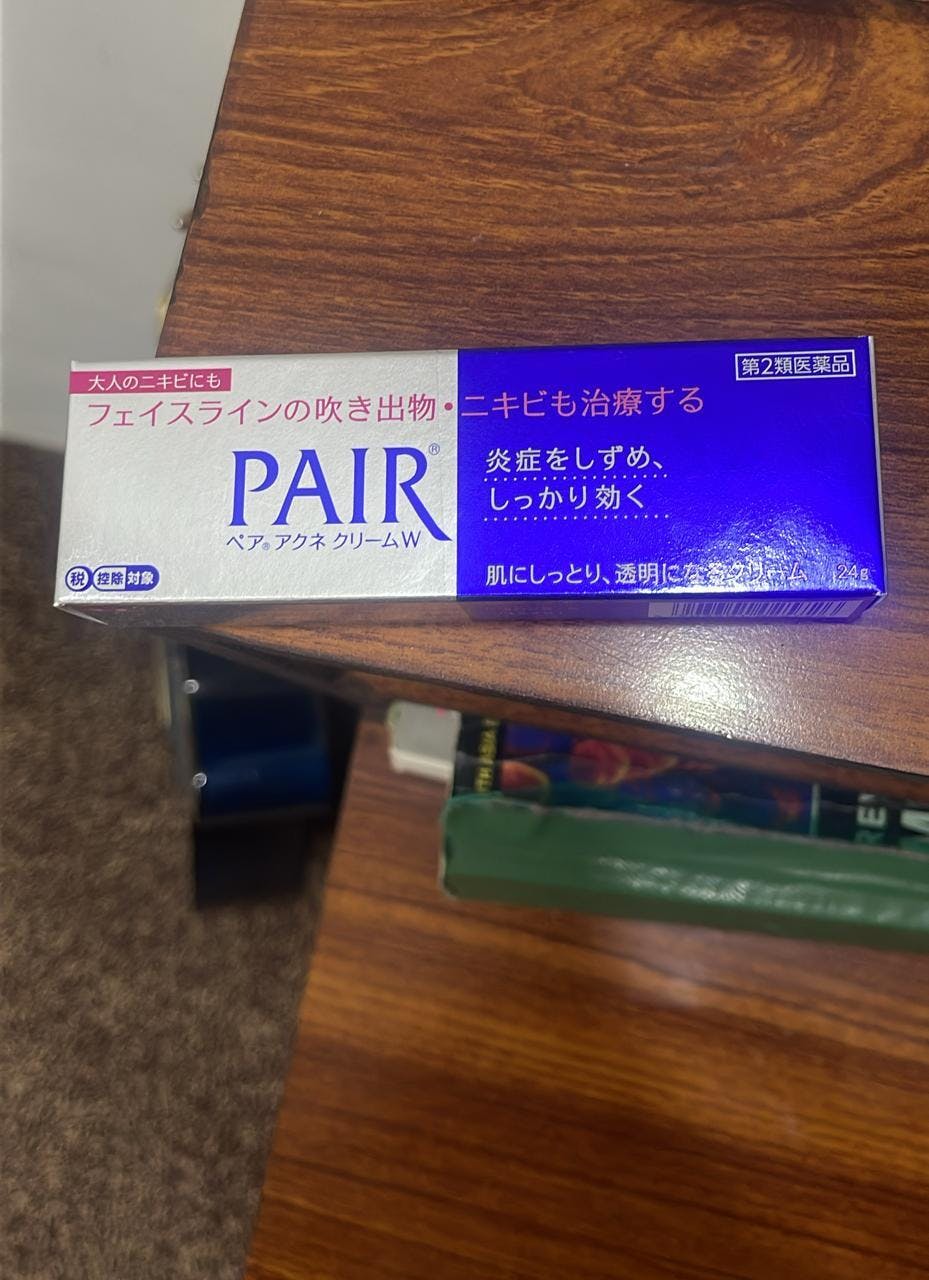 大人のニキビにも
第2類医薬品
フェイスラインの吹き出物・ニキビも治療する
PAIR®
ペア®アクネ クリームW
炎症をしずめ、
しっかり効く
税 控除対象
肌にしっとり、透明になるクリーム 24g